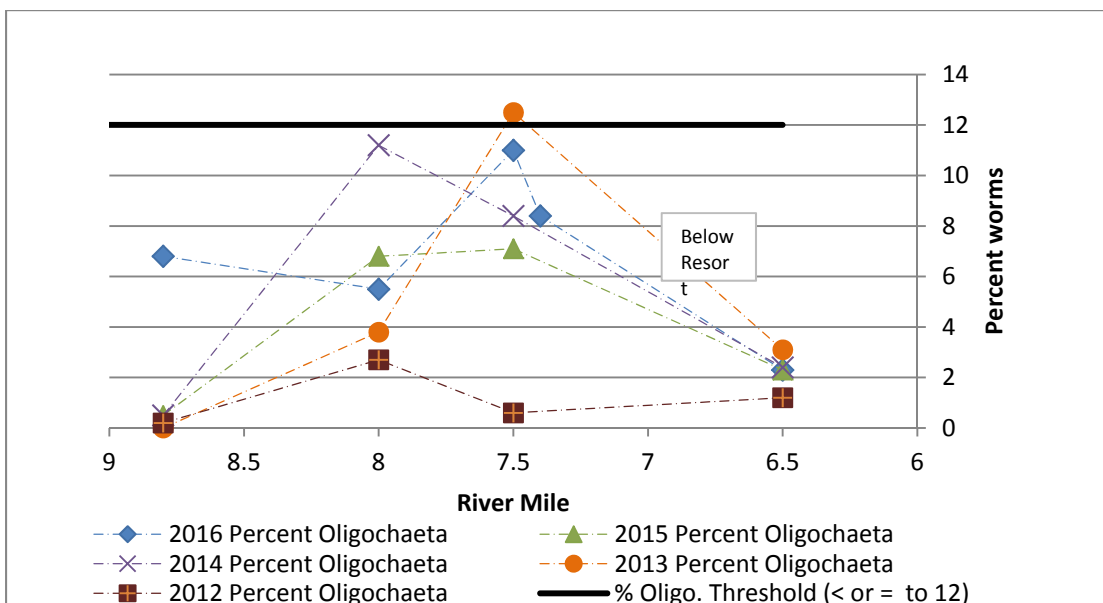 14
12
10
8
6
4
2
0
Percent worms
Below
Resor
t
9 8.5 8 7.5 7 6.5 6
River Mile
2016 Percent Oligochaeta 2015 Percent Oligochaeta
2014 Percent Oligochaeta 2013 Percent Oligochaeta
2012 Percent Oligochaeta % Oligo. Threshold (< or = to 12)